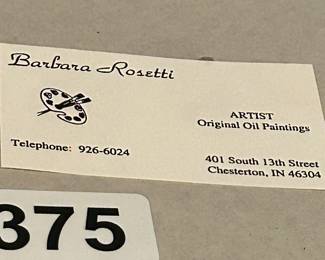 Barbara Rosetti
ARTIST
Original Oil Paintings
Telephone: 926-6024
401 South 13th Street
Chesterton, IN 46304
375